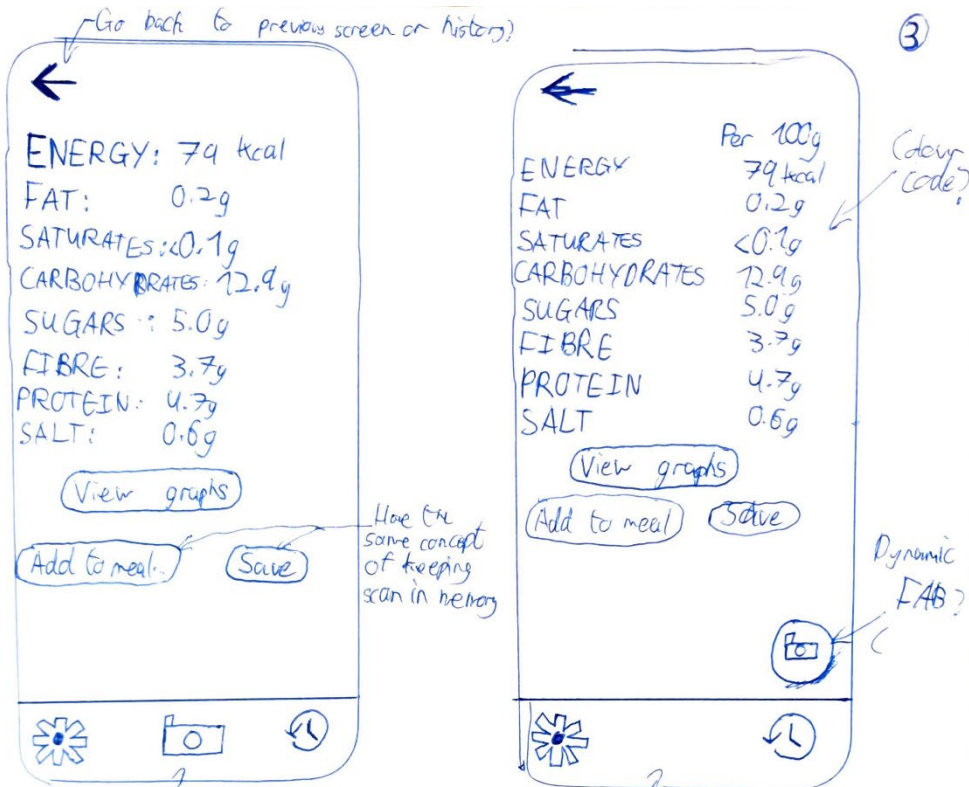 Go back to previous screen or history?
3
ENERGY: 79 kcal
FAT: 0.2g
SATURATES: <0.1g
CARBOHYDRATES: 12.9g
SUGARS: 5.0g
FIBRE: 3.7g
PROTEIN: 4.7g
SALT: 0.6g
View graphs
Add to meal..
Save
Have the
same concept
of keeping
scan in memory
Per 100g
ENERGY 79 kcal
FAT 0.2g
SATURATES <0.1g
CARBOHYDRATES 12.9g
SUGARS 5.0g
FIBRE 3.7g
PROTEIN 4.7g
SALT 0.6g
View graphs
Add to meal
Save
Colour
code?
Dynamic
FAB?